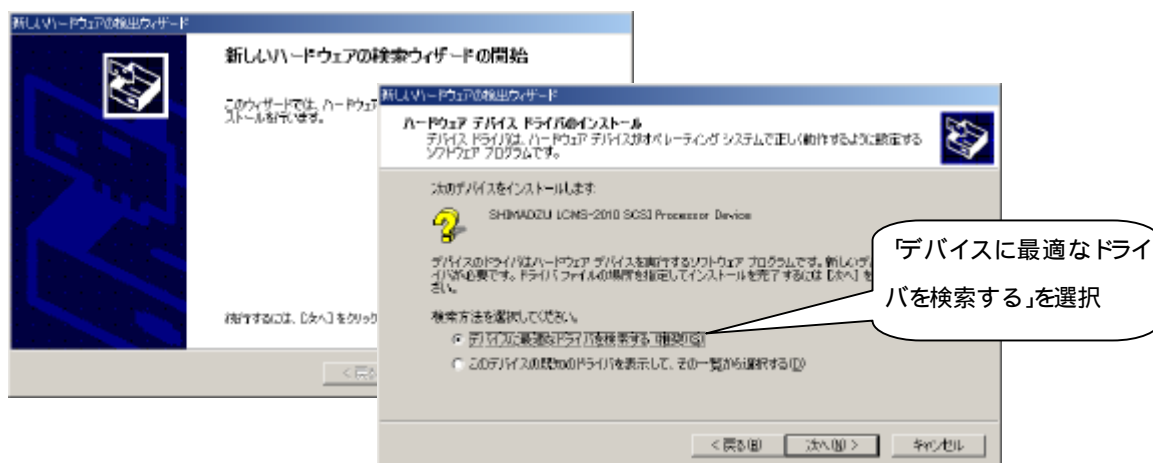 新しいハードウェアの検出ウィザード
新しいハードウェアの検索ウィザードの開始
このウィザードでは、ハードウェア
ストールを行います。
続行するには、[次へ] をクリック
< 戻る
新しいハードウェアの検出ウィザード
ハードウェア デバイス ドライバのインストール
デバイス ドライバは、ハードウェア デバイスがオペレーティング システムで正しく動作するように設定する
ソフトウェア プログラムです。
次のデバイスをインストールします:
SHIMADZU LCMS-2010 SCSI Processor Device
デバイスのドライバはハードウェア デバイスを実行するソフトウェア プログラムです。新しいデ
イバが必要です。ドライバ ファイルの場所を指定してインストールを完了するには [次へ] を
さい。
検索方法を選択してください。
デバイスに最適なドライバを検索する (推奨)(S)
このデバイスの既知のドライバを表示して、その一覧から選択する(D)
< 戻る(B)
次へ(N) >
キャンセル
「デバイスに最適なドライ
バを検索する」を選択